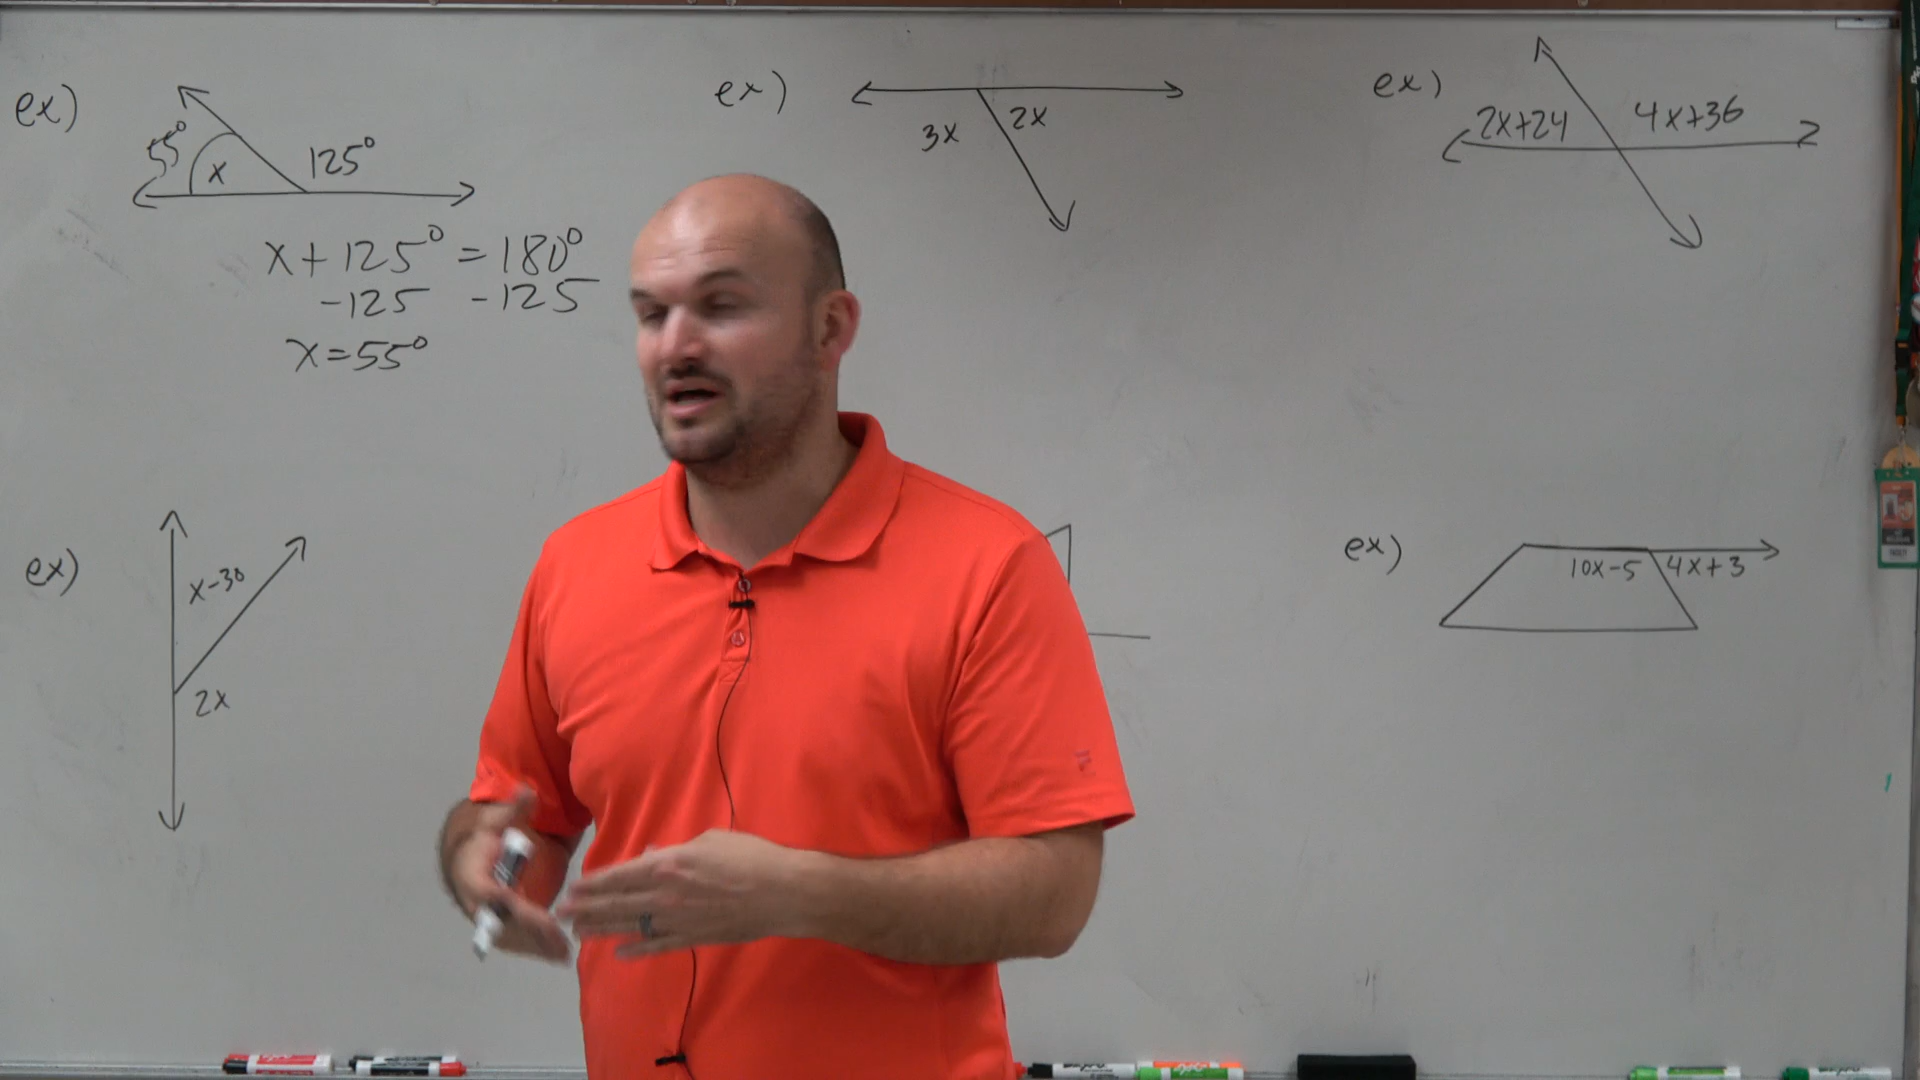 ex)
55°
x
125°
x + 125° = 180°
-125 -125
x = 55°
ex)
3x
2x
ex)
2x+24
4x+36
ex)
x-30
2x
ex)
10x-5
4x+3